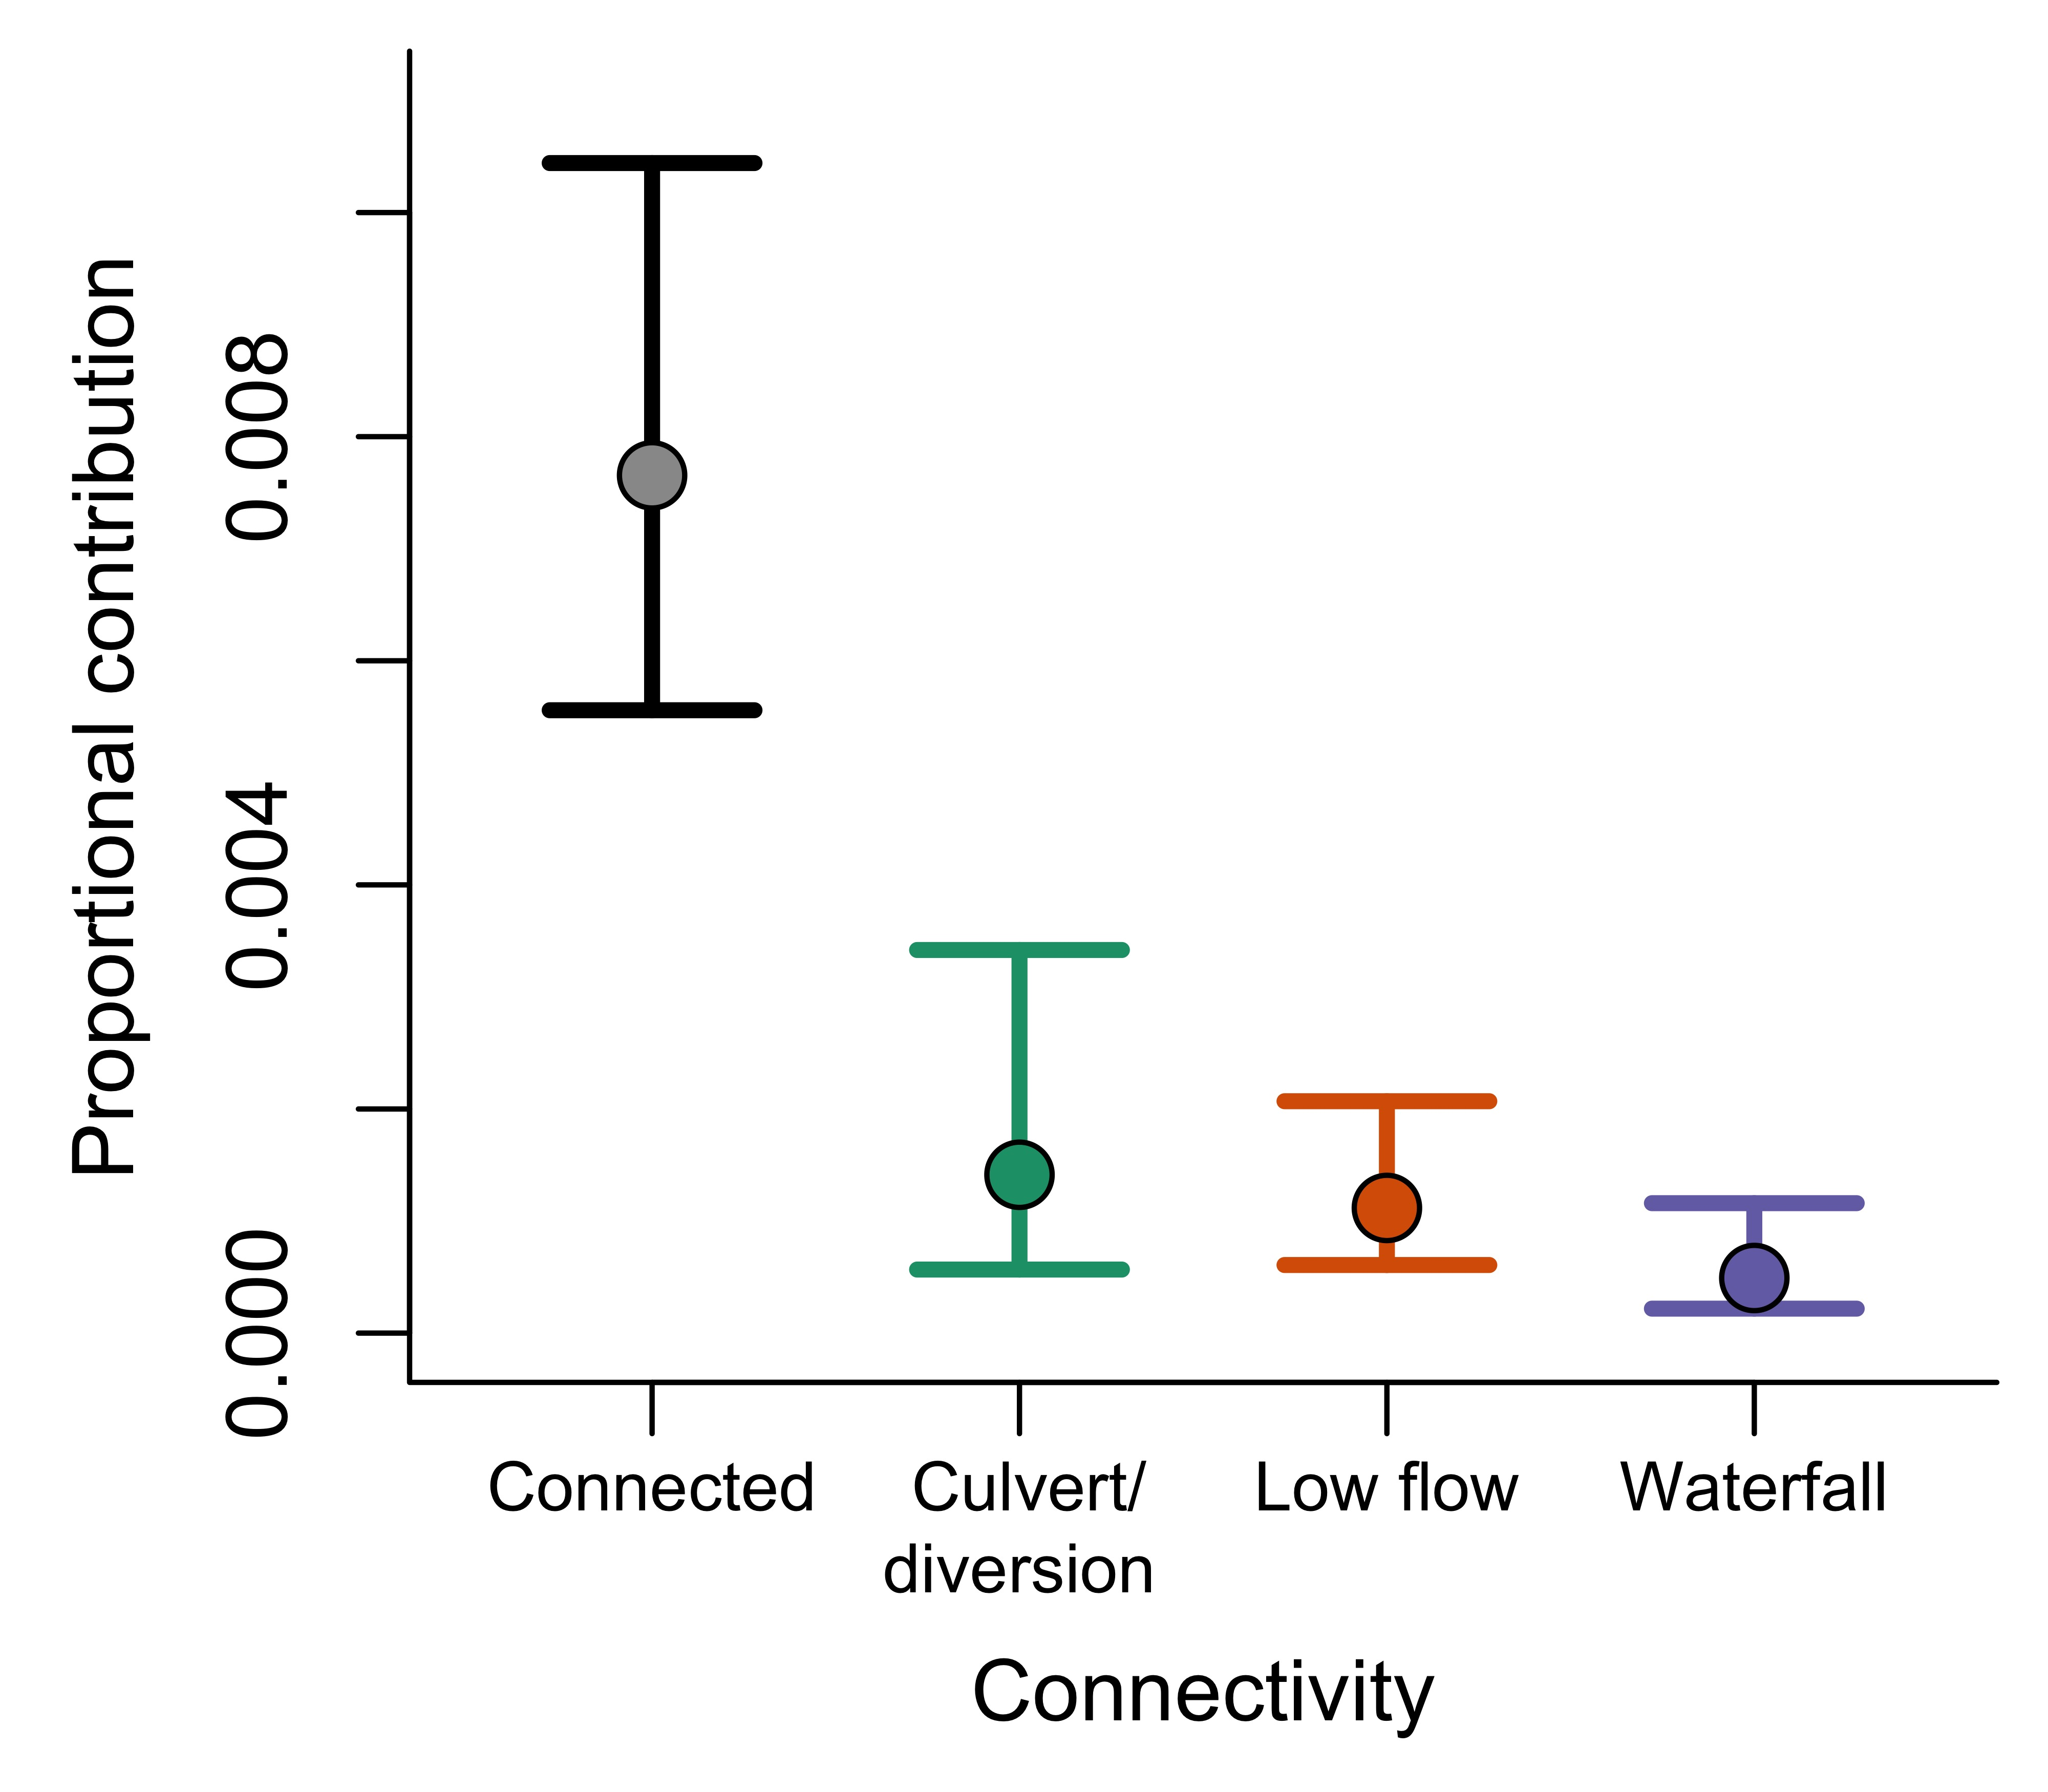 Proportional contribution
0.008
0.004
0.000
Connected
Culvert/
diversion
Low flow
Waterfall
Connectivity